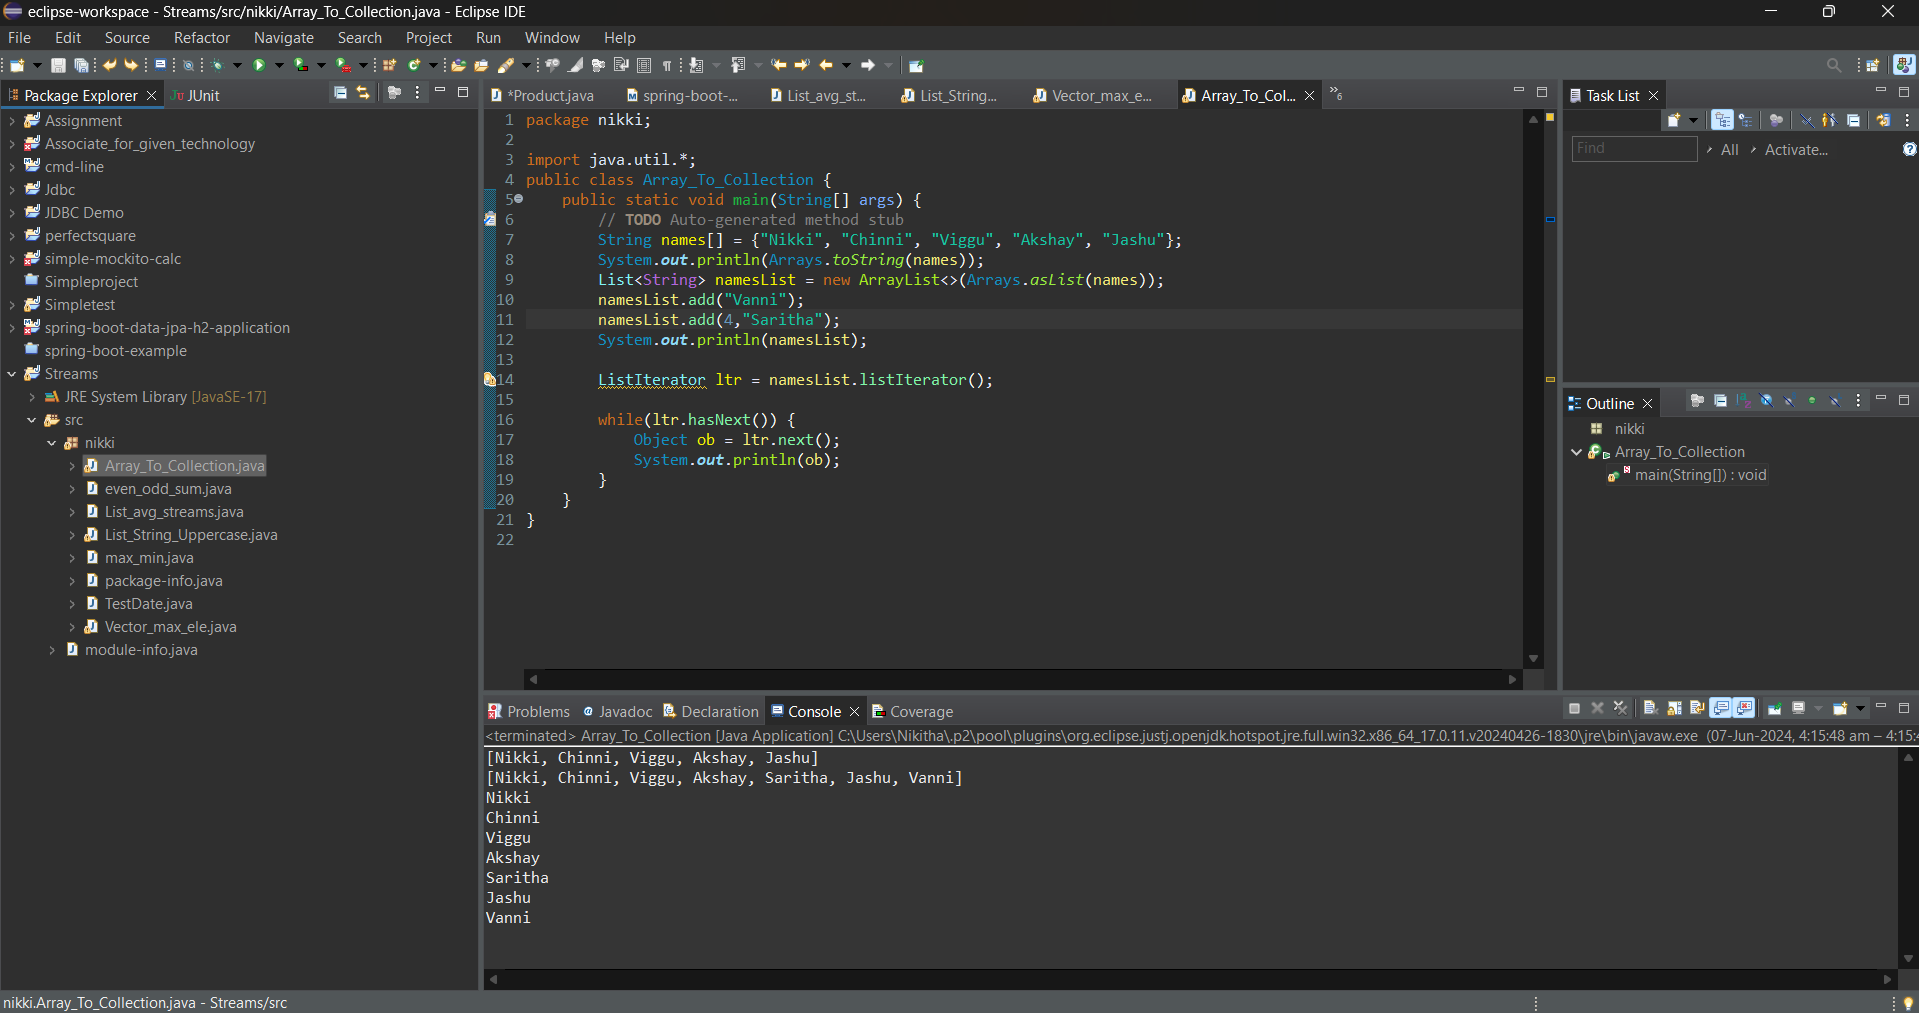 eclipse-workspace - Streams/src/nikki/Array_To_Collection.java - Eclipse IDE
File Edit Source Refactor Navigate Search Project Run Window Help
Package Explorer
JUnit
Assignment
Associate_for_given_technology
cmd-line
Jdbc
JDBC Demo
perfectsquare
simple-mockito-calc
Simpleproject
Simpletest
spring-boot-data-jpa-h2-application
spring-boot-example
Streams
JRE System Library [JavaSE-17]
src
nikki
Array_To_Collection.java
even_odd_sum.java
List_avg_streams.java
List_String_Uppercase.java
max_min.java
package-info.java
TestDate.java
Vector_max_ele.java
module-info.java
*Product.java spring-boot-... List_avg_st... List_String... Vector_max_e... Array_To_Col... »6
1 package nikki;
2
3 import java.util.*;
4 public class Array_To_Collection {
5 public static void main(String[] args) {
6 // TODO Auto-generated method stub
7 String names[] = {"Nikki", "Chinni", "Viggu", "Akshay", "Jashu"};
8 System.out.println(Arrays.toString(names));
9 List<String> namesList = new ArrayList<>(Arrays.asList(names));
10 namesList.add("Vanni");
11 namesList.add(4,"Saritha");
12 System.out.println(namesList);
13
14 ListIterator ltr = namesList.listIterator();
15
16 while(ltr.hasNext()) {
17 Object ob = ltr.next();
18 System.out.println(ob);
19 }
20 }
21 }
22
Task List
Find All Activate...
Outline
nikki
Array_To_Collection
main(String[]) : void
Problems Javadoc Declaration Console Coverage
<terminated> Array_To_Collection [Java Application] C:\Users\Nikitha\.p2\pool\plugins\org.eclipse.justj.openjdk.hotspot.jre.full.win32.x86_64_17.0.11.v20240426-1830\jre\bin\javaw.exe (07-Jun-2024, 4:15:48 am – 4:15:
[Nikki, Chinni, Viggu, Akshay, Jashu]
[Nikki, Chinni, Viggu, Akshay, Saritha, Jashu, Vanni]
Nikki
Chinni
Viggu
Akshay
Saritha
Jashu
Vanni
nikki.Array_To_Collection.java - Streams/src